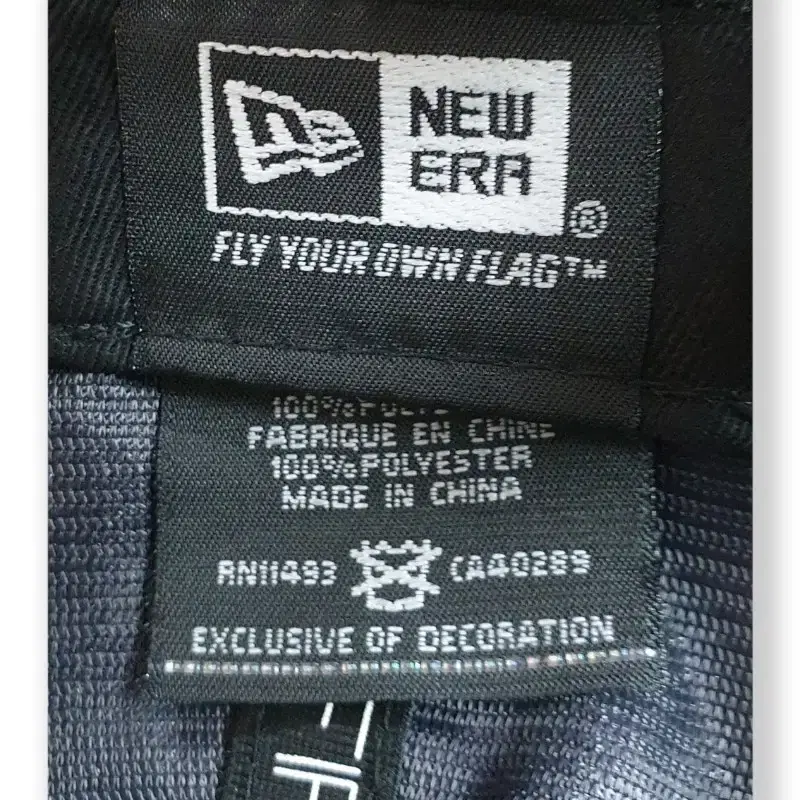 NEW
ERA
®
FLY YOUR OWN FLAG™
FABRIQUE EN CHINE
100%POLYESTER
MADE IN CHINA
RN11493 CA40289
EXCLUSIVE OF DECORATION